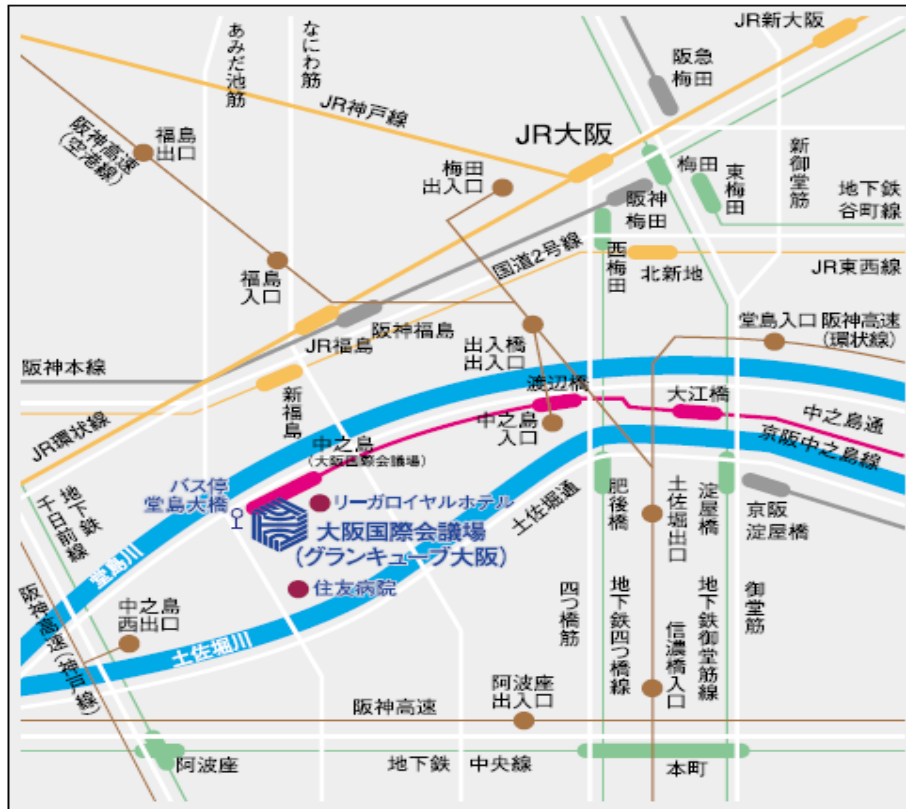 JR新大阪
あみだ池筋
なにわ筋
阪急
梅田
JR神戸線
JR大阪
阪神高速
(空港線)
福島
出口
梅田
出入口
梅田
東梅田
新御堂筋
地下鉄
谷町線
阪神
梅田
国道2号線
西梅田
北新地
JR東西線
福島
入口
阪神福島
JR福島
出入橋
出入口
堂島入口
阪神高速
(環状線)
阪神本線
新福島
渡辺橋
大江橋
中之島通
京阪中之島線
JR環状線
中之島
(大阪国際会議場)
中之島
入口
バス停
堂島大橋
リーガロイヤルホテル
大阪国際会議場
(グランキューブ大阪)
土佐堀通
肥後橋
土佐堀出口
淀屋橋
京阪
淀屋橋
地下鉄
千日前線
堂島川
住友病院
中之島
西出口
土佐堀川
阪神高速(神戸線)
四つ橋筋
地下鉄四つ橋線
信濃橋入口
地下鉄御堂筋線
御堂筋
阪神高速
阿波座
出入口
阿波座
地下鉄 中央線
本町